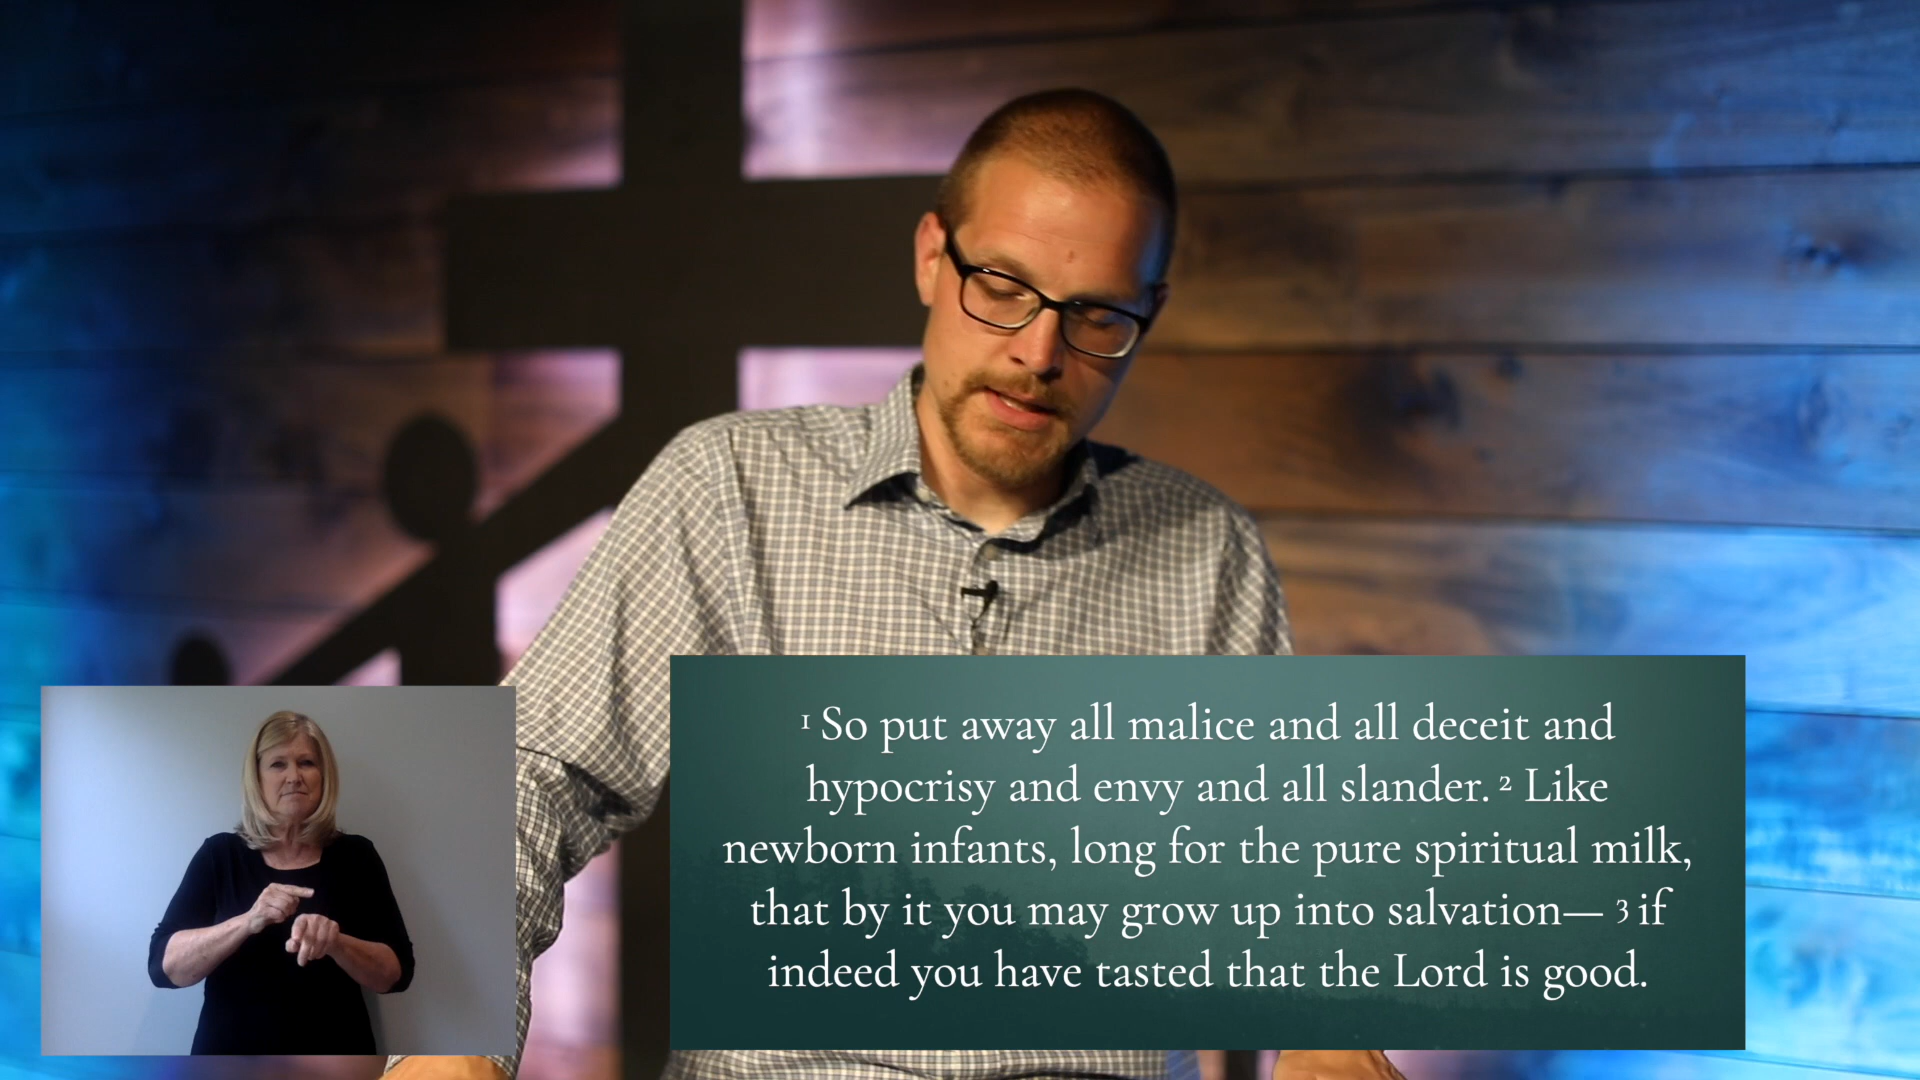 ¹ So put away all malice and all deceit and
hypocrisy and envy and all slander. ² Like
newborn infants, long for the pure spiritual milk,
that by it you may grow up into salvation— ³ if
indeed you have tasted that the Lord is good.